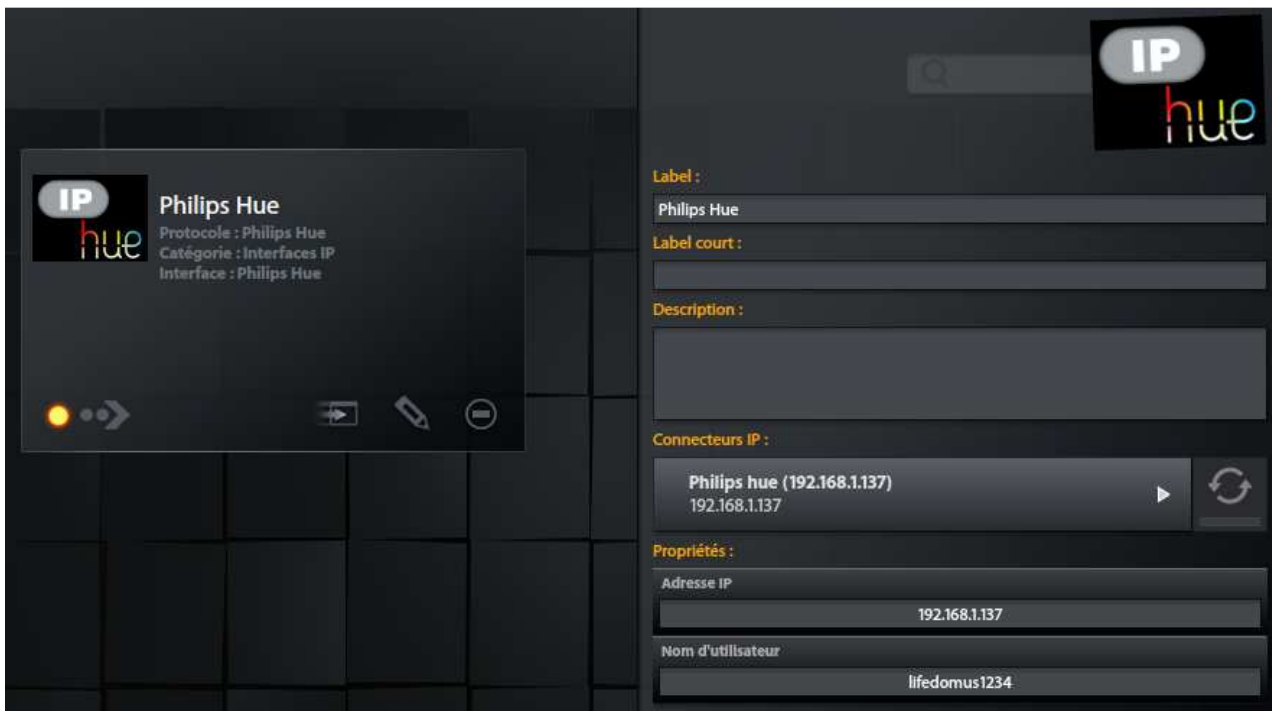 IP
hue
Philips Hue
Protocole : Philips Hue
Catégorie : Interfaces IP
Interface : Philips Hue
IP
hue
Label :
Philips Hue
Label court :
Description :
Connecteurs IP :
Philips hue (192.168.1.137)
192.168.1.137
Propriétés :
Adresse IP
192.168.1.137
Nom d'utilisateur
lifedomus1234